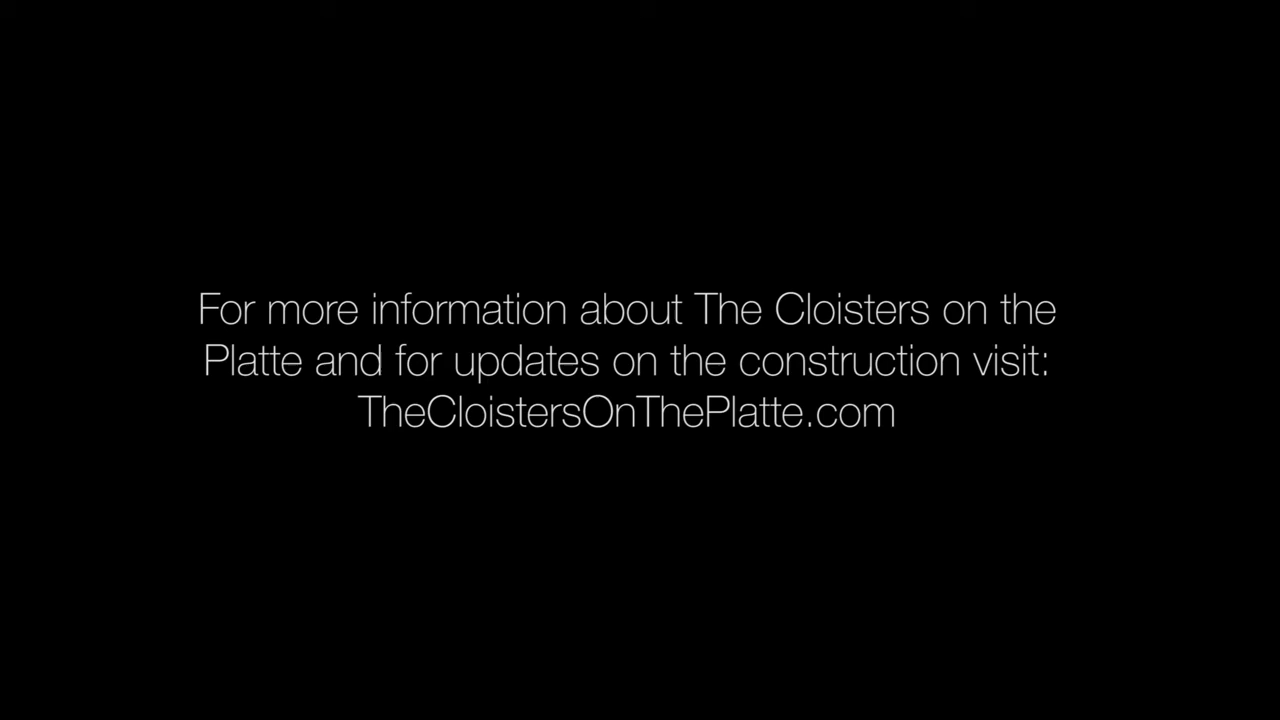 For more information about The Cloisters on the
Platte and for updates on the construction visit:
TheCloistersOnThePlatte.com